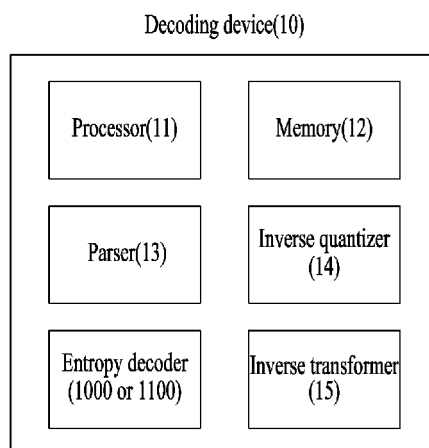 Decoding device(10)
Processor(11)
Memory(12)
Parser(13)
Inverse quantizer
(14)
Entropy decoder
(1000 or 1100)
Inverse transformer
(15)